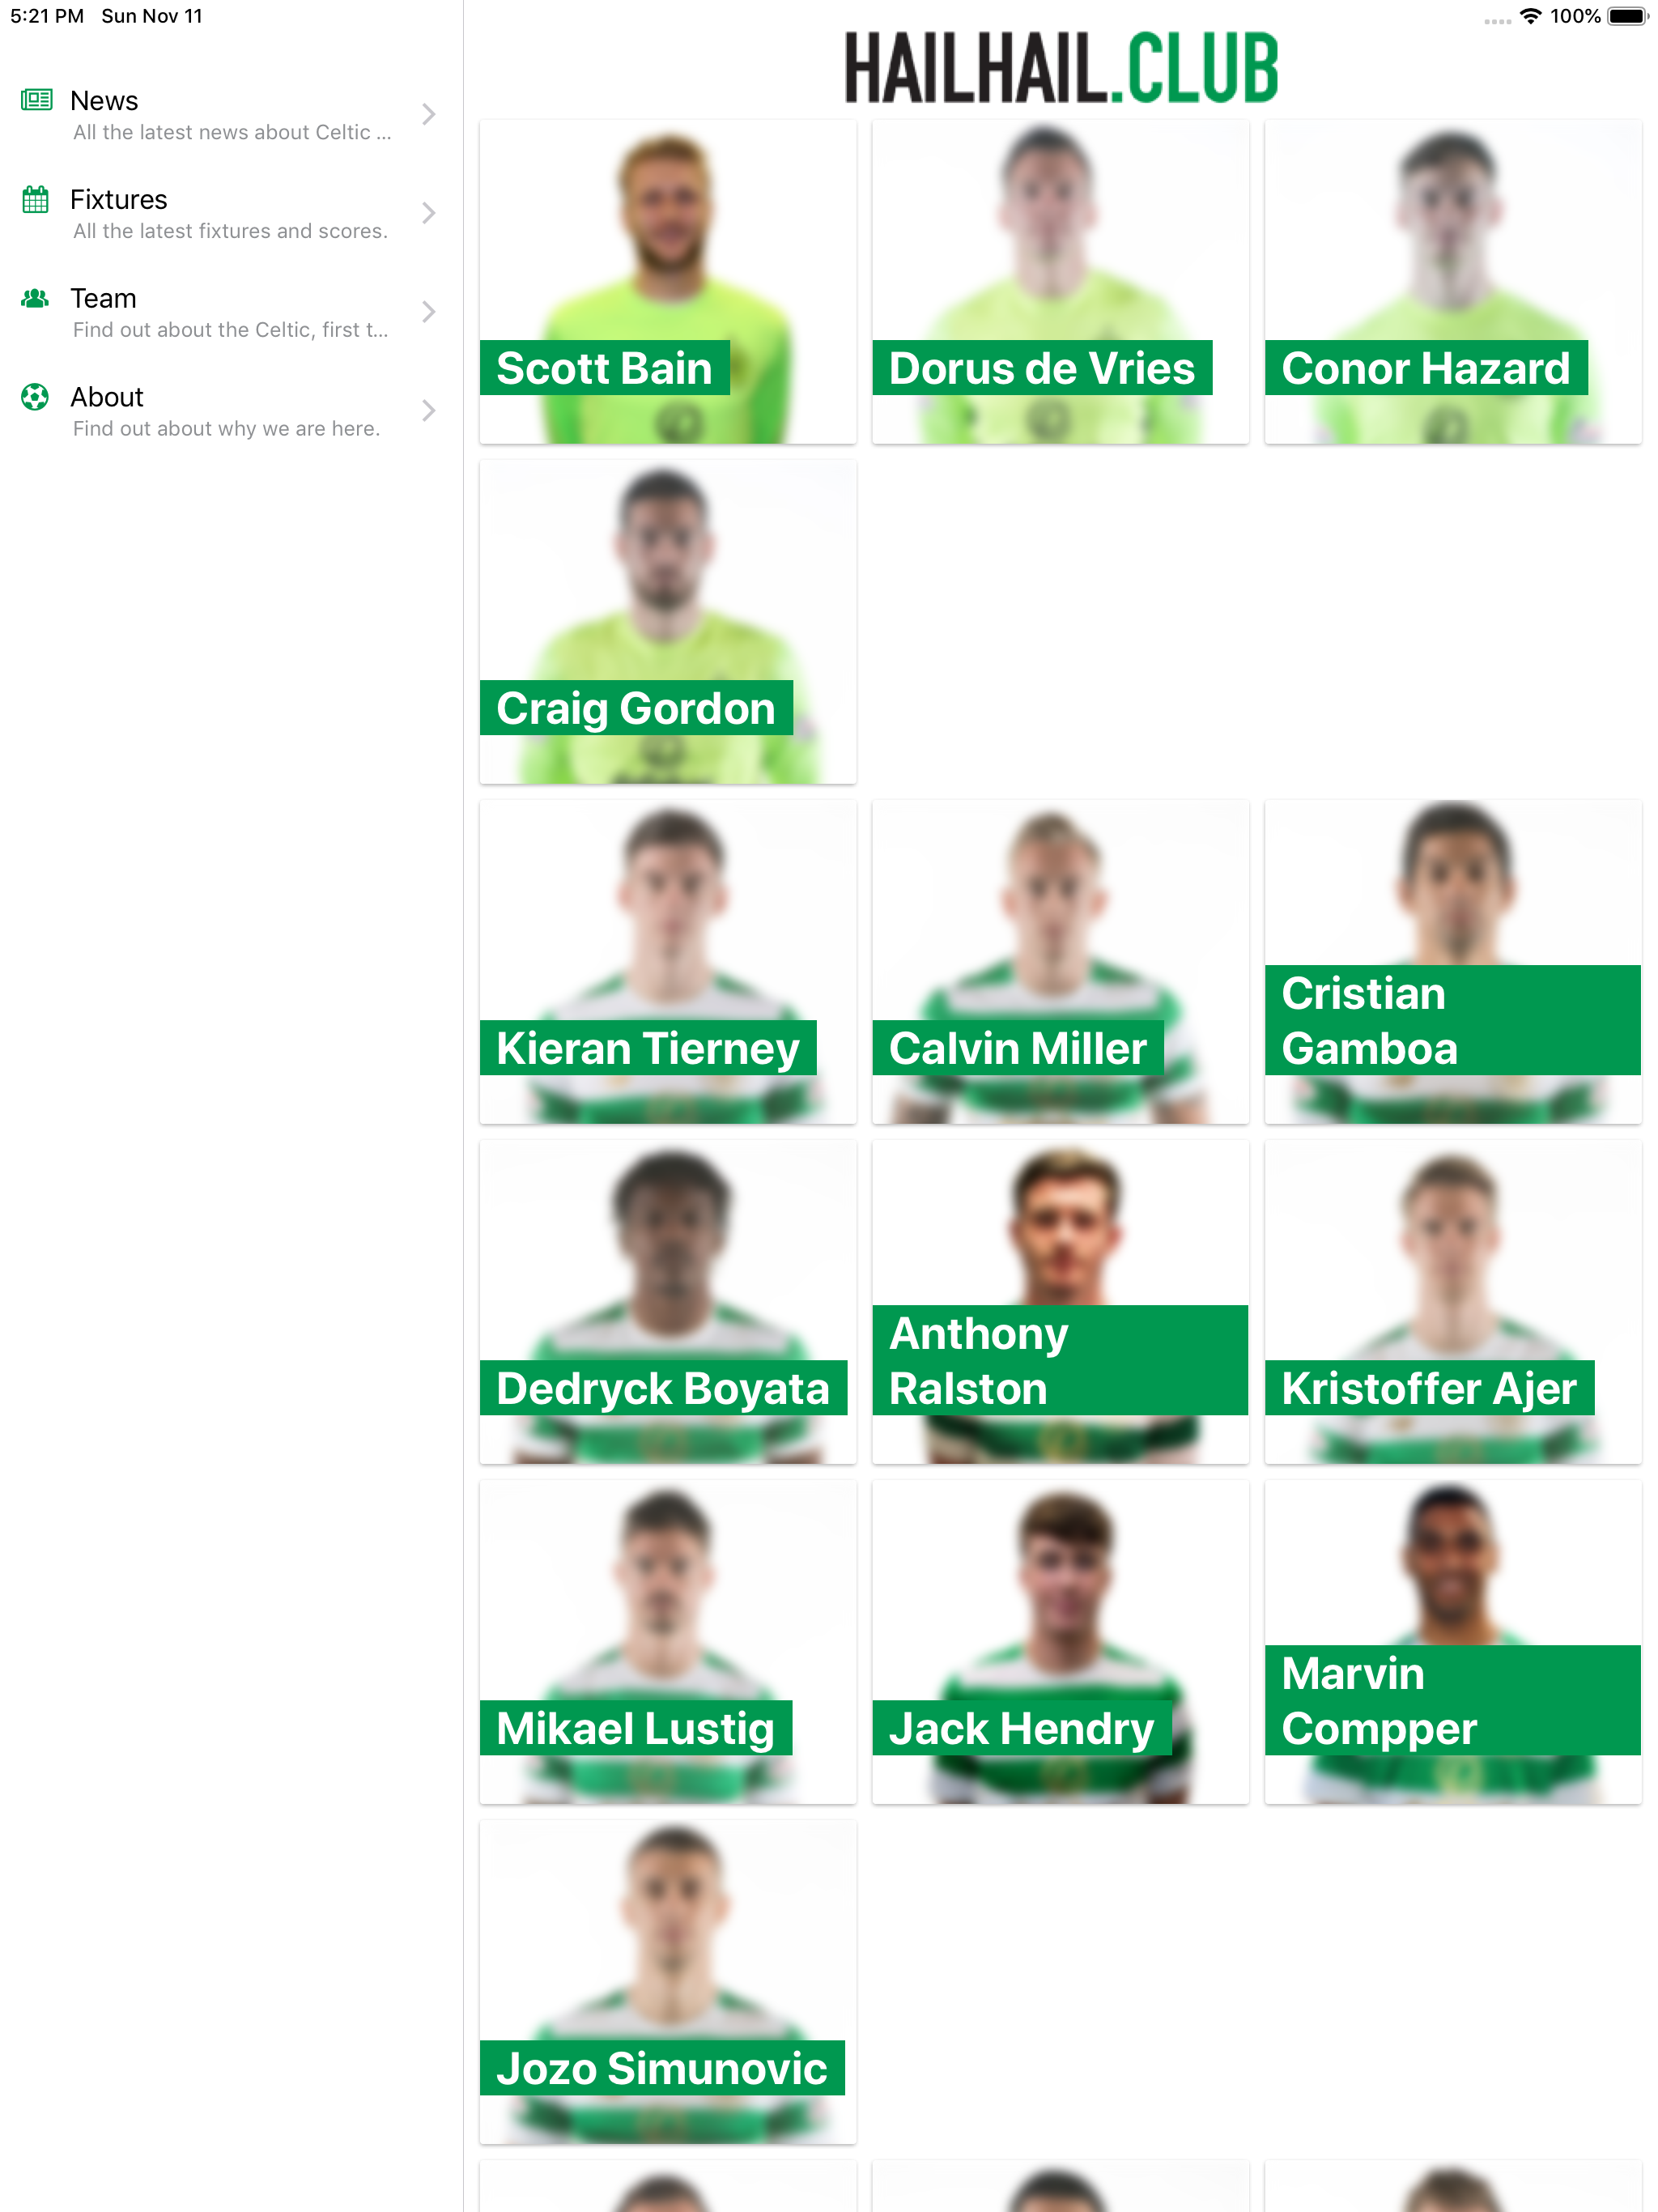 5:21 PM Sun Nov 11
100%
HAILHAIL.CLUB
News
All the latest news about Celtic ...
Fixtures
All the latest fixtures and scores.
Team
Find out about the Celtic, first t...
About
Find out about why we are here.
Scott Bain
Dorus de Vries
Conor Hazard
Craig Gordon
Kieran Tierney
Calvin Miller
Cristian
Gamboa
Dedryck Boyata
Anthony
Ralston
Kristoffer Ajer
Mikael Lustig
Jack Hendry
Marvin
Compper
Jozo Simunovic